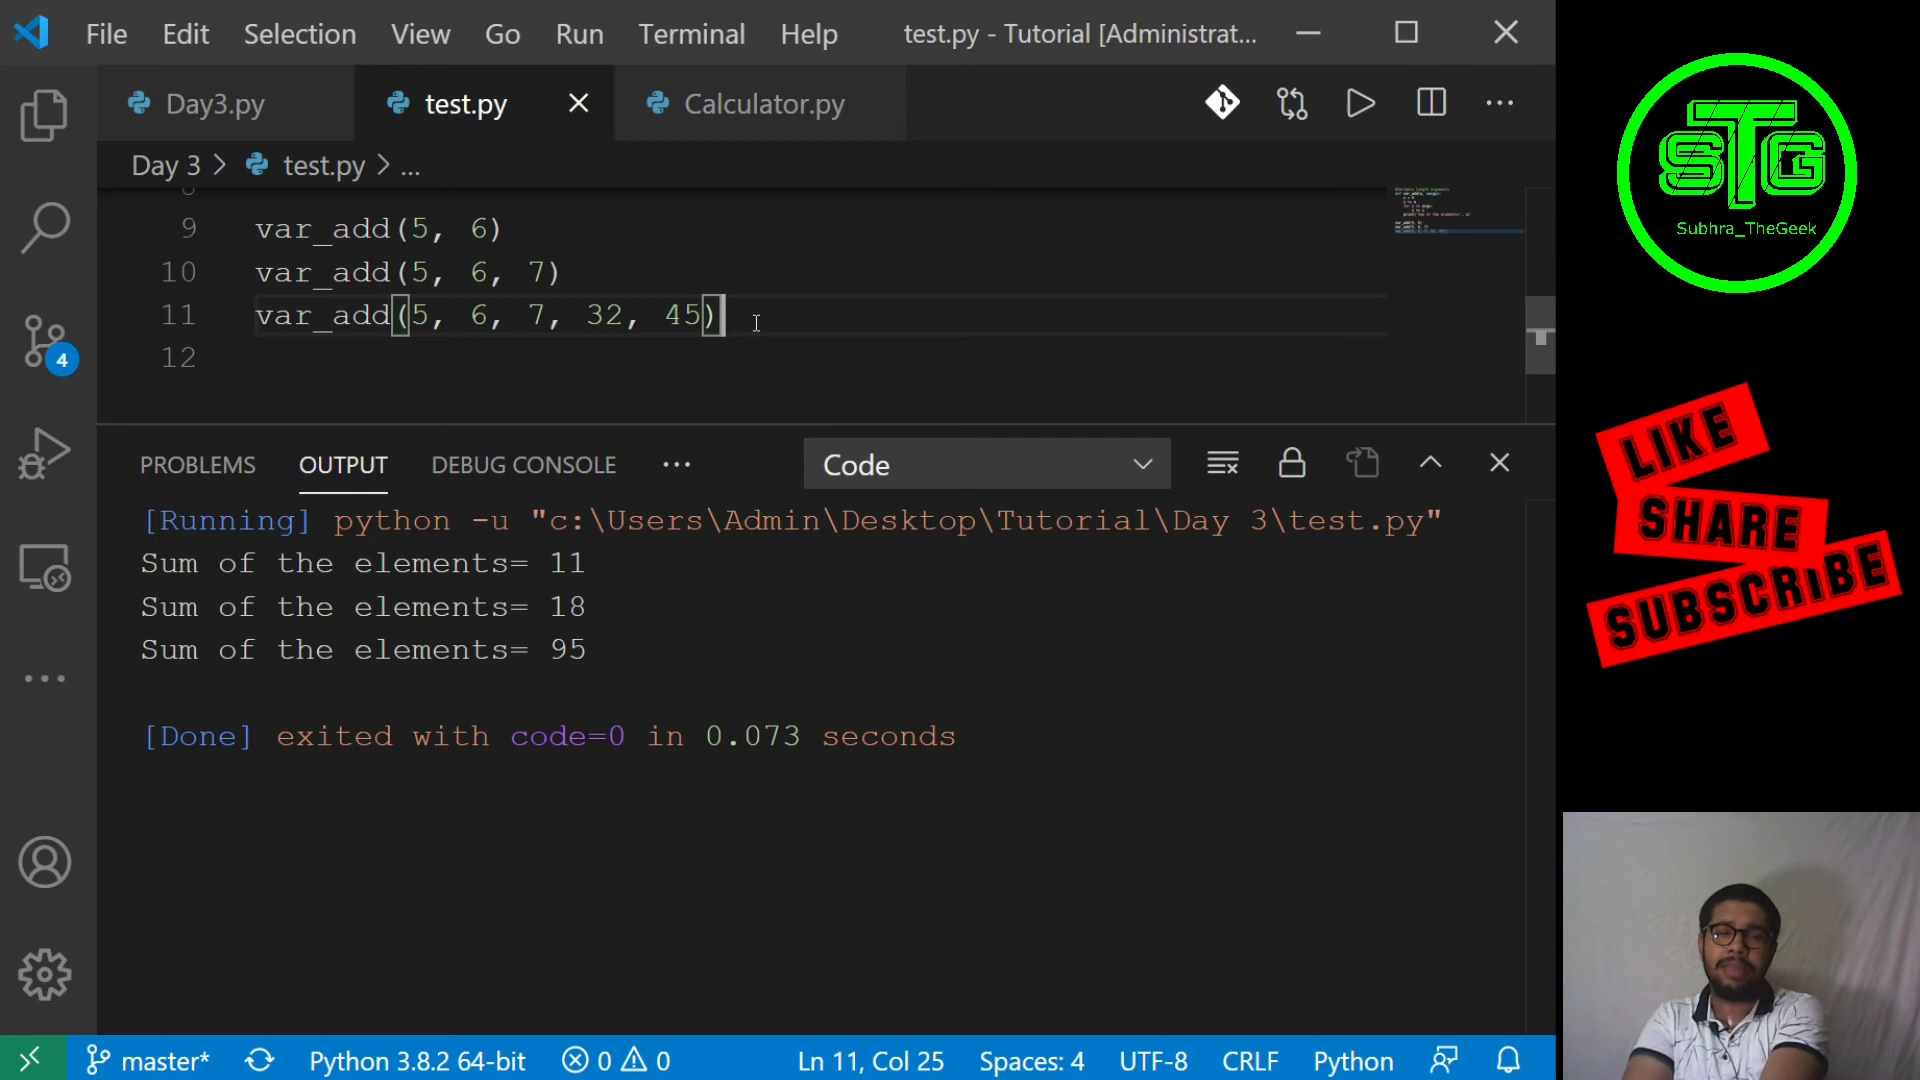 File Edit Selection View Go Run Terminal Help test.py - Tutorial [Administrat...
Day3.py test.py Calculator.py
Day 3 > test.py > ...
9 var_add(5, 6)
10 var_add(5, 6, 7)
11 var_add(5, 6, 7, 32, 45)
12
4
PROBLEMS OUTPUT DEBUG CONSOLE ... Code
[Running] python -u "c:\Users\Admin\Desktop\Tutorial\Day 3\test.py"
Sum of the elements= 11
Sum of the elements= 18
Sum of the elements= 95
[Done] exited with code=0 in 0.073 seconds
master* Python 3.8.2 64-bit 0 0 Ln 11, Col 25 Spaces: 4 UTF-8 CRLF Python
STG
Subhra_TheGeek
LIKE
SHARE
SUBSCRiBE